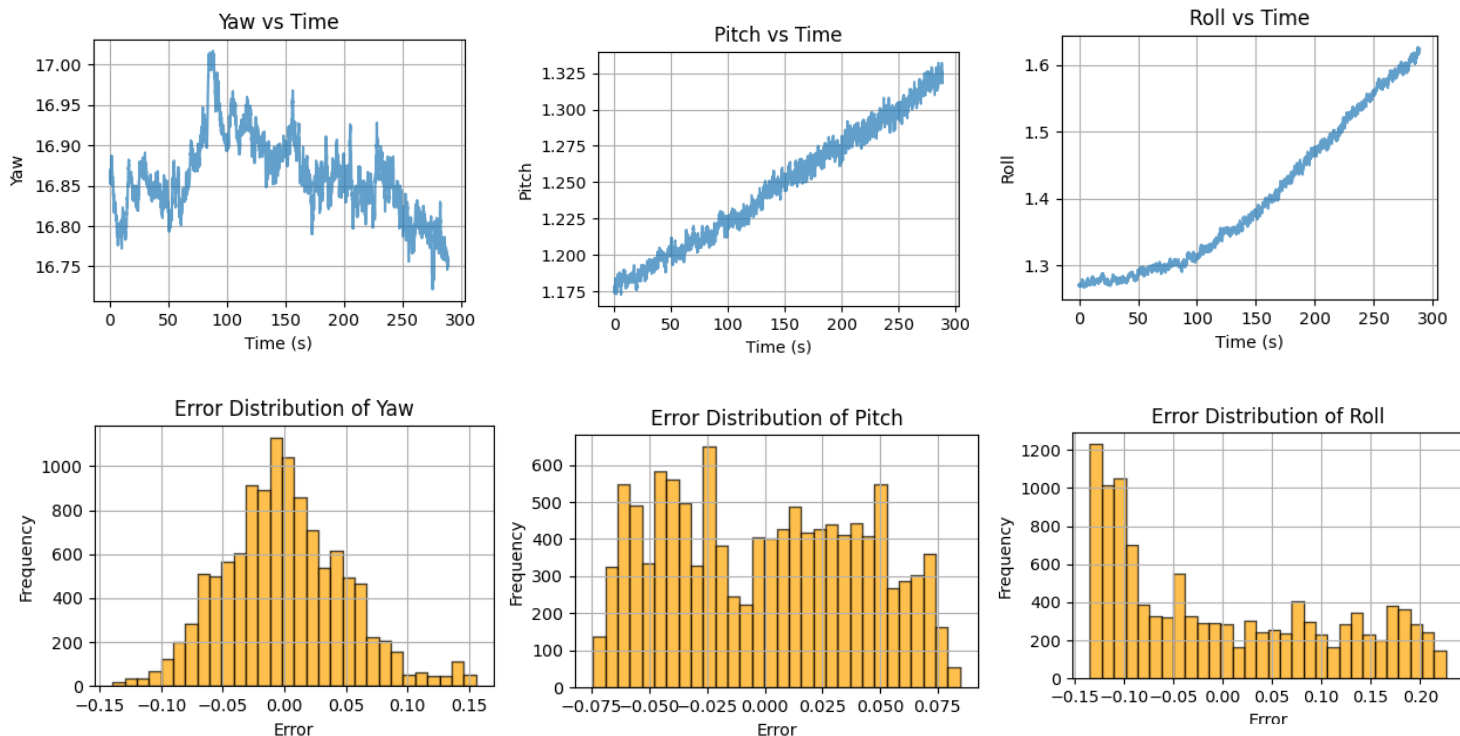 Yaw vs Time
17.00
16.95
16.90
16.85
16.80
16.75
Yaw
0 50 100 150 200 250 300
Time (s)
Pitch vs Time
1.325
1.300
1.275
1.250
1.225
1.200
1.175
Pitch
0 50 100 150 200 250 300
Time (s)
Roll vs Time
1.6
1.5
1.4
1.3
Roll
0 50 100 150 200 250 300
Time (s)
Error Distribution of Yaw
1000
800
600
400
200
0
Frequency
−0.15 −0.10 −0.05 0.00 0.05 0.10 0.15
Error
Error Distribution of Pitch
600
500
400
300
200
100
0
Frequency
−0.075 −0.050 −0.025 0.000 0.025 0.050 0.075
Error
Error Distribution of Roll
1200
1000
800
600
400
200
0
Frequency
−0.15 −0.10 −0.05 0.00 0.05 0.10 0.15 0.20
Error